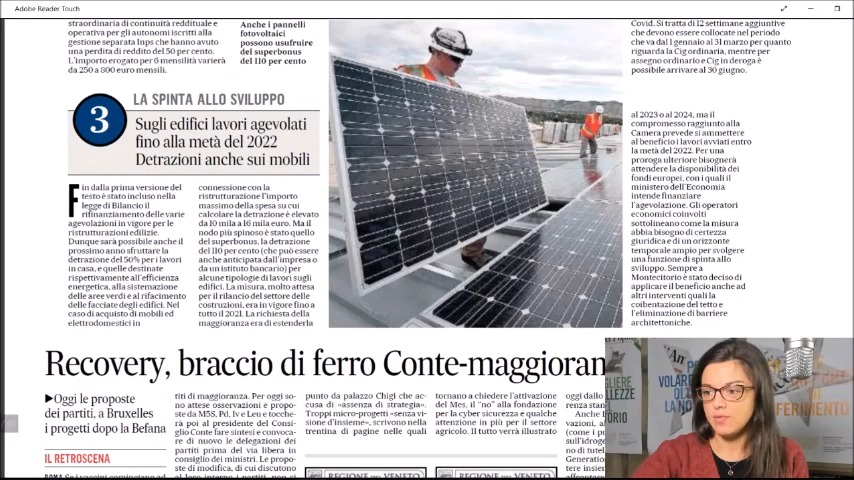 Adobe Reader Touch
straordinaria di continuità reddituale e
operativa per gli autonomi iscritti alla
gestione separata Inps che hanno avuto
una perdita di reddito del 50 per cento.
L'importo erogato per 6 mensilità varierà
da 250 a 800 euro mensili.
Anche i pannelli
fotovoltaici
possono usufruire
del superbonus
del 110 per cento
Covid. Si tratta di 12 settimane aggiuntive
che devono essere collocate nel periodo
che va dal 1 gennaio al 31 marzo per quanto
riguarda la Cig ordinaria, mentre per
assegno ordinario e Cig in deroga è
possibile arrivare al 30 giugno.
3
LA SPINTA ALLO SVILUPPO
Sugli edifici lavori agevolati
fino alla metà del 2022
Detrazioni anche sui mobili
Fin dalla prima versione del
testo è stato incluso nella
legge di Bilancio il
rifinanziamento delle varie
agevolazioni in vigore per le
ristrutturazioni edilizie.
Dunque sarà possibile anche il
prossimo anno sfruttare la
detrazione del 50% per i lavori
in casa, e quelle destinate
rispettivamente all'efficienza
energetica, alla sistemazione
delle aree verdi e al rifacimento
delle facciate degli edifici. Nel
caso di acquisto di mobili ed
elettrodomestici in
connessione con la
ristrutturazione l'importo
massimo della spesa su cui
calcolare la detrazione è elevato
da 10 mila a 16 mila euro. Ma il
nodo più spinoso è stato quello
del superbonus, la detrazione
del 110 per cento (che può essere
anche anticipata dall'impresa o
da un istituto bancario) per
alcune tipologie di lavori sugli
edifici. La misura, molto attesa
per il rilancio del settore delle
costruzioni, era in vigore fino a
tutto il 2021. La richiesta della
maggioranza era di estenderla
al 2023 o al 2024, ma il
compromesso raggiunto alla
Camera prevede si ammettere
al beneficio i lavori avviati entro
la metà del 2022. Per una
proroga ulteriore bisognerà
attendere la disponibilità dei
fondi europei, con i quali il
ministero dell'Economia
intende finanziare
l'agevolazione. Gli operatori
economici coinvolti
sottolineano come la misura
abbia bisogno di certezza
giuridica e di un orizzonte
temporale ampio per svolgere
una funzione di spinta allo
sviluppo. Sempre a
Montecitorio è stato deciso di
applicare il beneficio anche ad
altri interventi quali la
coibentazione del tetto e
l'eliminazione di barriere
architettoniche.
Recovery, braccio di ferro Conte-maggioran
▶Oggi le proposte
dei partiti, a Bruxelles
i progetti dopo la Befana
IL RETROSCENA
titi di maggioranza. Per oggi so-
no attese osservazioni e propo-
ste da M5S, Pd, Iv e Leu e tocche-
rà poi al presidente del Consi-
glio Conte fare sintesi e convoca-
re di nuovo le delegazioni dei
partiti prima del via libera in
consiglio dei ministri. Le propo-
ste di modifica, di cui discutono
punto da palazzo Chigi che ac-
cusa di «assenza di strategia».
Troppi micro-progetti «senza vi-
sione d'insieme», scrivono nella
trentina di pagine nelle quali
tornano a chiedere l'attivazione
del Mes, il "no" alla fondazione
per la cyber sicurezza e qualche
attenzione in più per il settore
agricolo. Il tutto verrà illustrato
REGIONE DEL VENETO
REGIONE DEL VENETO